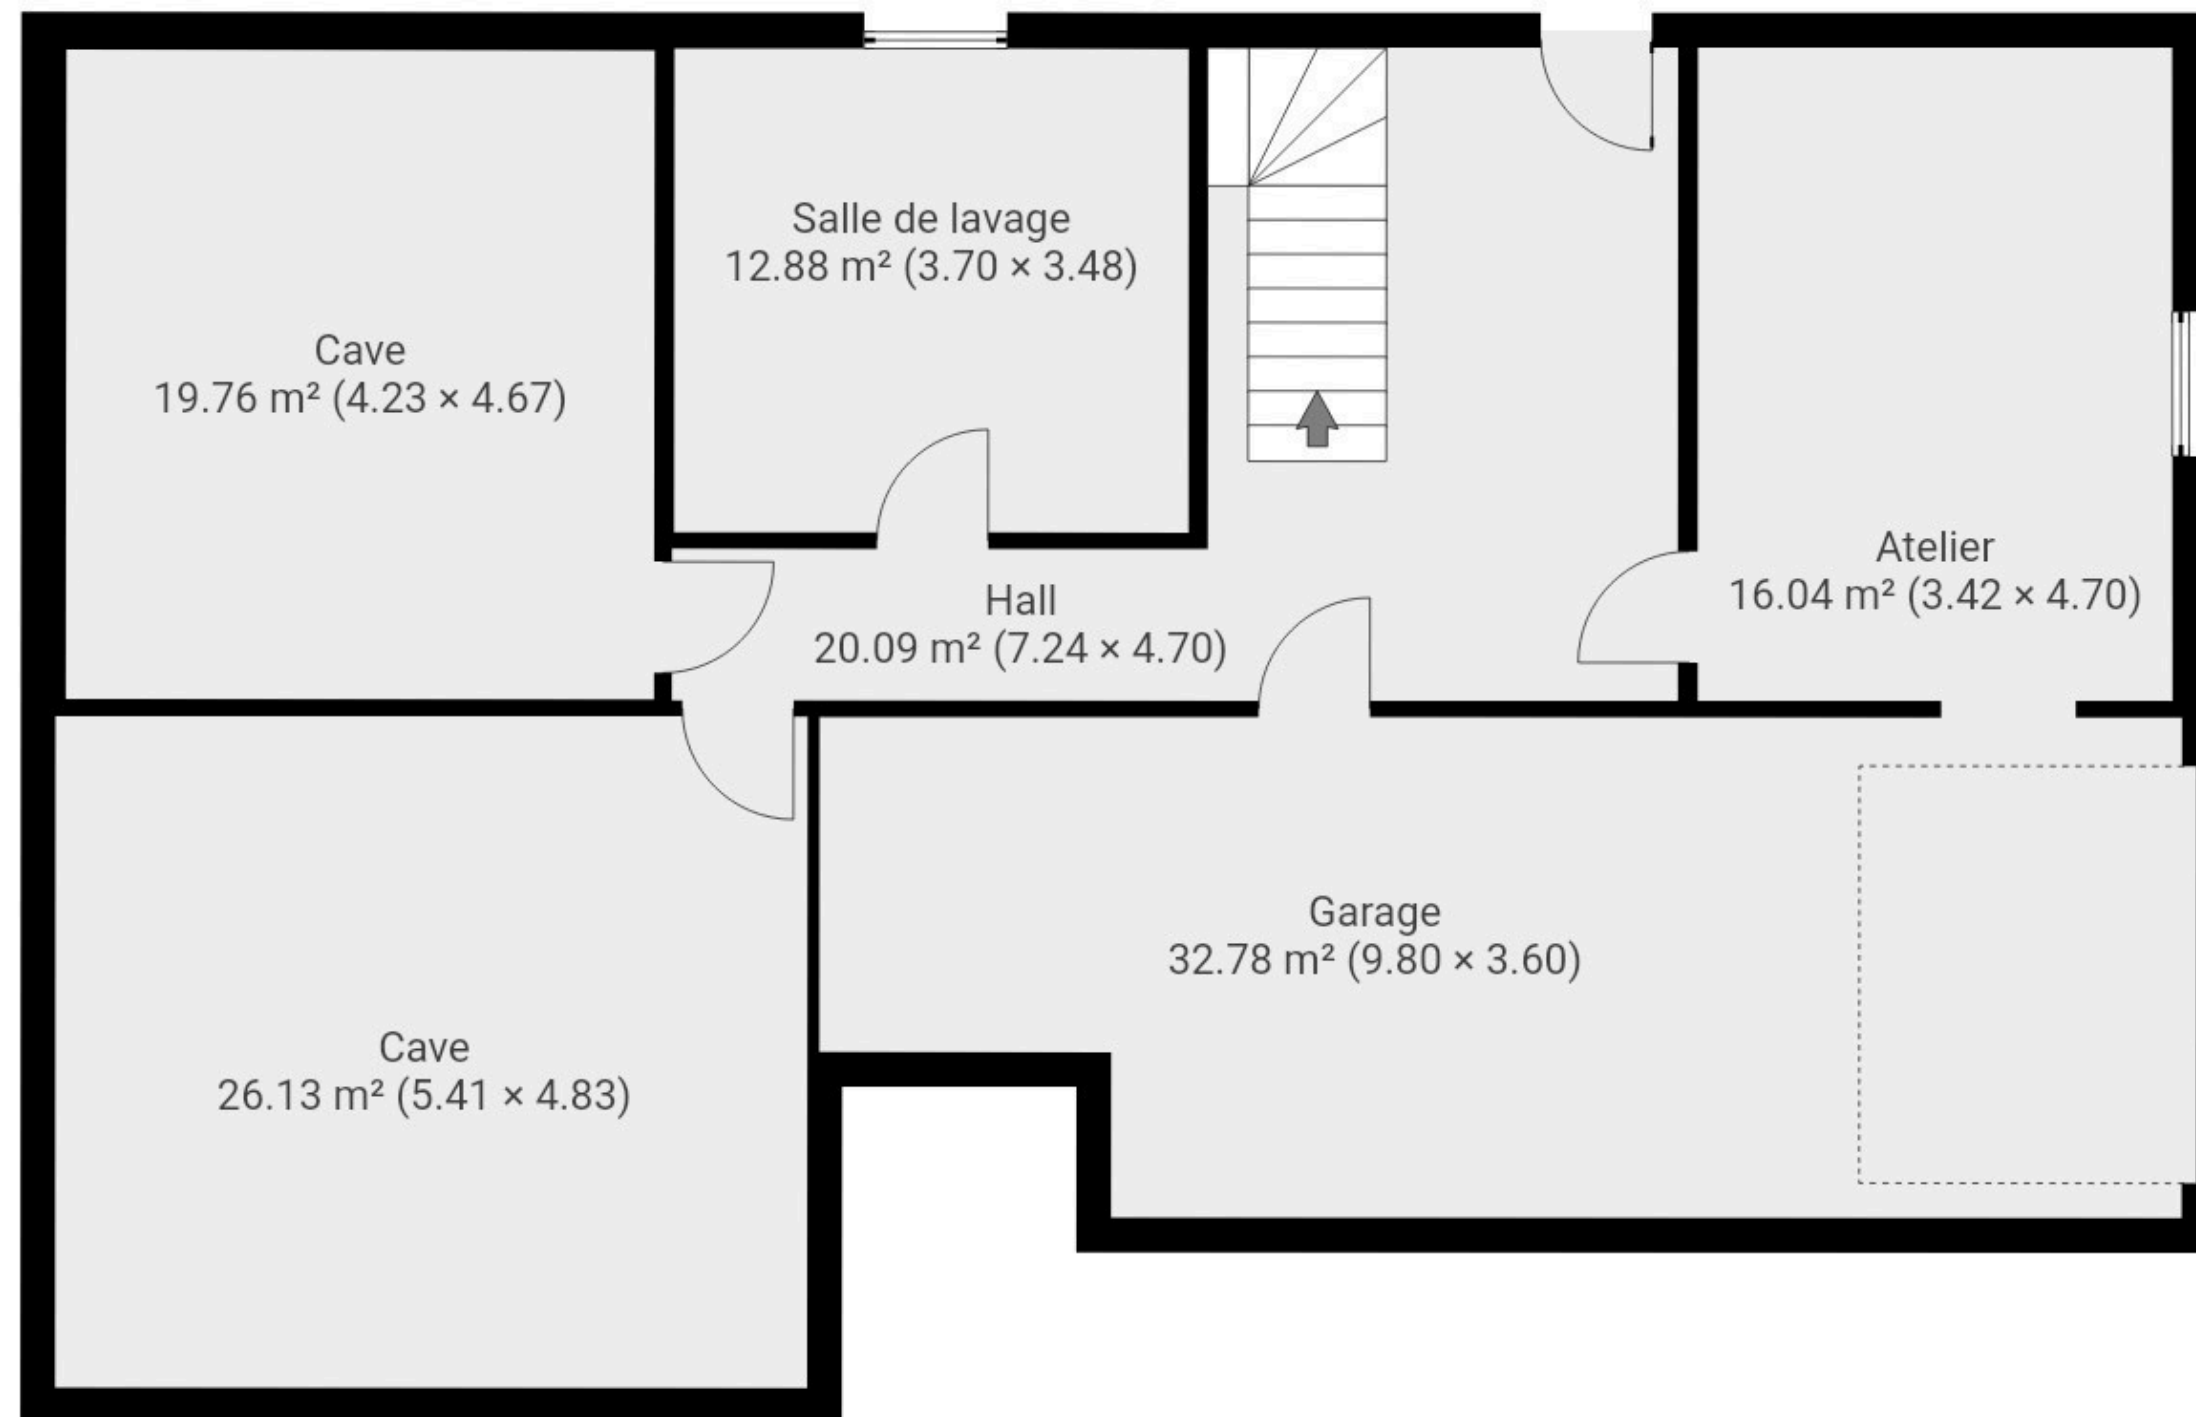 Salle de lavage
12.88 m² (3.70 × 3.48)
Cave
19.76 m² (4.23 × 4.67)
Atelier
16.04 m² (3.42 × 4.70)
Hall
20.09 m² (7.24 × 4.70)
Garage
32.78 m² (9.80 × 3.60)
Cave
26.13 m² (5.41 × 4.83)